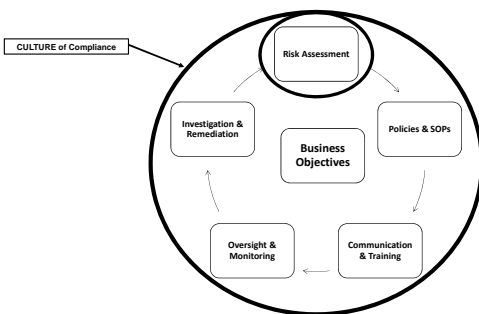 CULTURE of Compliance
Risk Assessment
Investigation &
Remediation
Policies & SOPs
Business
Objectives
Oversight &
Monitoring
Communication
& Training